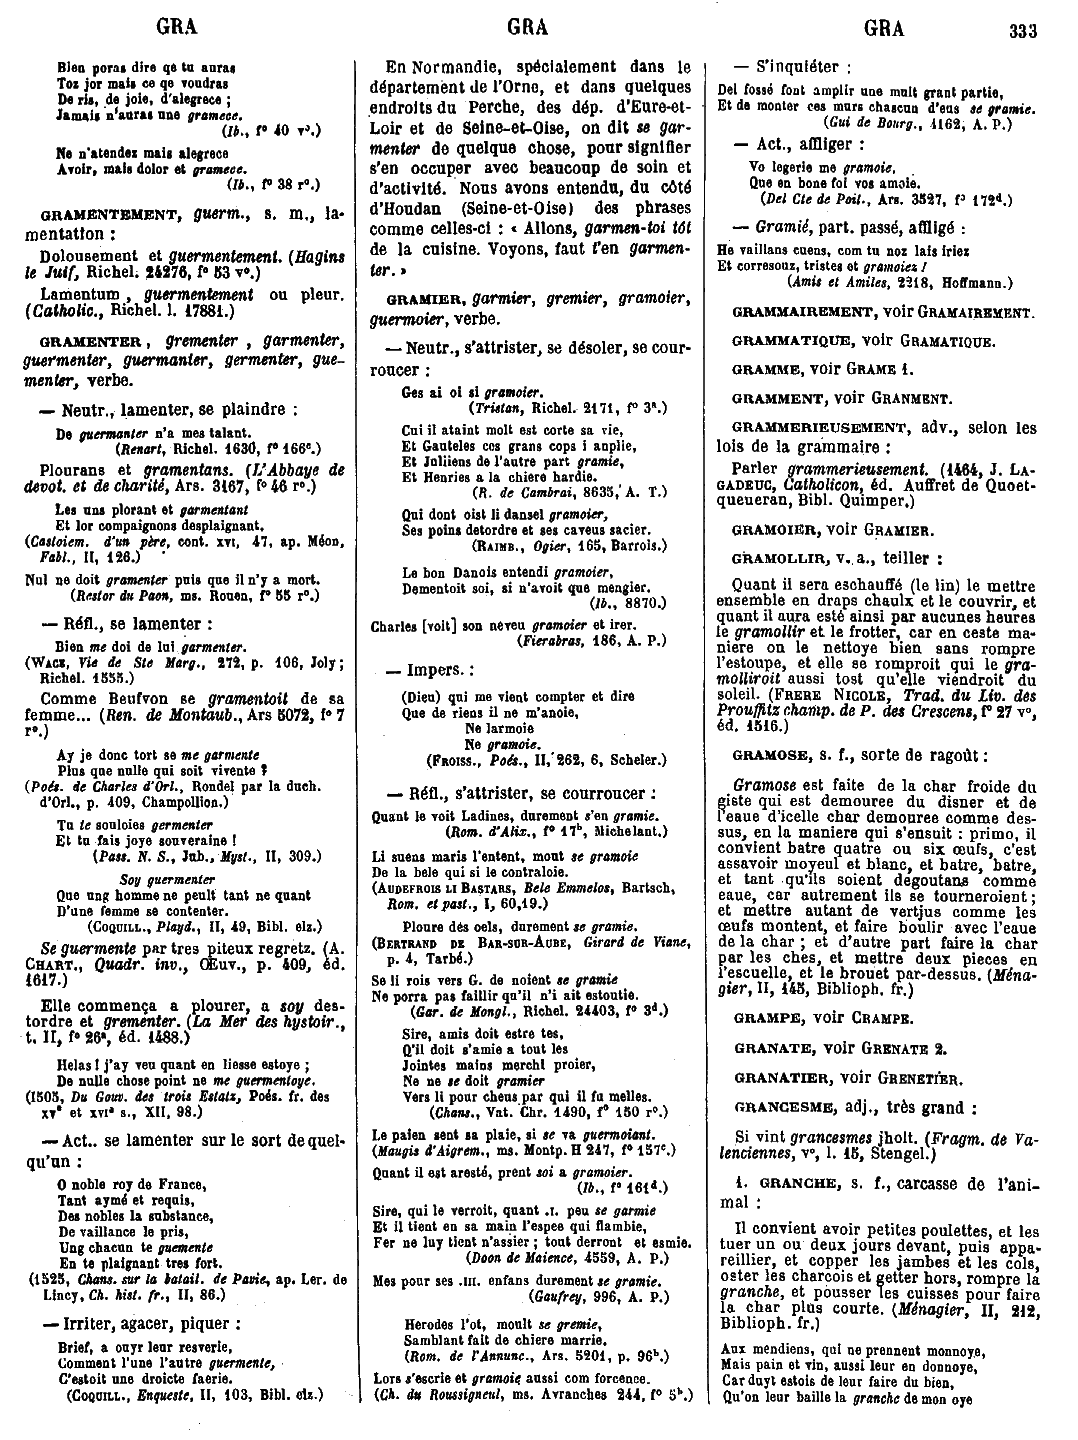 GRA
GRA
GRA
333
Bien poras dire qe tu auras
Toz jor mais ce qe voudras
De ris, de joie, d'alegrece ;
Jamais n'auras une gramece.
(Ib., f° 40 v°.)
Ne n'atendez mais alegrece
Avoir, mais dolor et gramece.
(Ib., f° 38 r°.)
GRAMENTEMENT, guerm., s. m., la-
mentation :
Dolousement et guermentement. (Hagins
le Juif, Richel. 24276, f° 53 v°.)
Lamentum, guermentement ou pleur.
(Catholic., Richel. l. 17881.)
GRAMENTER, grementer, garmenter,
guermenter, guermanter, germenter, gue-
menter, verbe.
— Neutr., lamenter, se plaindre :
De guermanter n'a mes talant.
(Renart, Richel. 1630, f° 166c.)
Plourans et gramentans. (L'Abbaye de
devot. et de charité, Ars. 3167, f° 46 r°.)
Les uns plorant et garmentant
Et lor compaignons desplaignant.
(Castoiem. d'un père, cont. XVI, 47, ap. Méon,
Fabl., II, 126.)
Nul ne doit gramenter puis que il n'y a mort.
(Restor du Paon, ms. Rouen, f° 55 r°.)
— Réfl., se lamenter :
Bien me doi de lui garmenter.
(WACE, Vie de Ste Marg., 272, p. 106, Joly;
Richel. 1555.)
Comme Beufvon se gramentoit de sa
femme... (Ren. de Montaub., Ars 5072, f° 7
r°.)
Ay je donc tort se me garmente
Plus que nulle qui soit vivente ?
(Poés. de Charles d'Orl., Rondel par la duch.
d'Orl., p. 409, Champollion.)
Tu te souloies germenter
Et tu fais joye souveraine !
(Pass. N. S., Jub., Myst., II, 309.)
Soy guermenter
Que ung homme ne peult tant ne quant
D'une femme se contenter.
(COQUILL., Playd., II, 49, Bibl. elz.)
Se guermente par tres piteux regretz. (A.
CHART., Quadr. inv., Œuv., p. 409, éd.
1617.)
Elle commença a plourer, a soy des-
tordre et grementer. (La Mer des hystoir.,
t. II, f° 26a, éd. 1488.)
Helas ! j'ay veu quant en liesse estoye ;
De nulle chose point ne me guermentoye.
(1505, Du Gouv. des trois Estatz, Poés. fr. des
XVe et XVIe s., XII, 98.)
— Act.. se lamenter sur le sort de quel-
qu'un :
O noble roy de France,
Tant aymé et requis,
Des nobles la substance,
De vaillance le pris,
Ung chacun te guemente
En te plaignant tres fort.
(1525, Chans. sur la batail. de Pavie, ap. Ler. de
Lincy, Ch. hist. fr., II, 86.)
— Irriter, agacer, piquer :
Brief, a ouyr leur resverie,
Comment l'une l'autre guermente,
C'estoit une droicte faerie.
(COQUILL., Enqueste, II, 103, Bibl. elz.)
En Normandie, spécialement dans le
département de l'Orne, et dans quelques
endroits du Perche, des dép. d'Eure-et-
Loir et de Seine-et-Oise, on dit se gar-
menter de quelque chose, pour signifier
s'en occuper avec beaucoup de soin et
d'activité. Nous avons entendu, du côté
d'Houdan (Seine-et-Oise) des phrases
comme celles-ci : « Allons, garmen-toi tôt
de la cuisine. Voyons, faut t'en garmen-
ter. »
GRAMIER, garmier, gremier, gramoier,
guermoier, verbe.
— Neutr., s'attrister, se désoler, se cour-
roucer :
Ges ai oi si gramoier.
(Tristan, Richel. 2171, f° 3a.)
Cui il ataint molt est corte sa vie,
Et Gauteles ces grans cops i anplie,
Et Juliiens de l'autre part gramie,
Et Henries a la chiere hardie.
(R. de Cambrai, 8635, A. T.)
Qui dont oist li dansel gramoier,
Ses poins detordre et ses caveus sacier.
(RAIMB., Ogier, 165, Barrois.)
Le bon Danois entendi gramoier,
Dementoit soi, si n'avoit que mengier.
(Ib., 8870.)
Charles [voit] son neveu gramoier et irer.
(Fierabras, 186, A. P.)
— Impers. :
(Dieu) qui me vient compter et dire
Que de riens il ne m'anoie,
Ne larmoie
Ne gramoie.
(FROISS., Poés., II, 262, 6, Scheler.)
— Réfl., s'attrister, se courroucer :
Quant le voit Ladines, durement s'en gramie.
(Rom. d'Alix., f° 17b, Michelant.)
Li suens maris l'entent, mout se gramoie
De la bele qui si le contraloie.
(AUDEFROIS LI BASTARS, Bele Emmelos, Bartsch,
Rom. et past., I, 60,19.)
Ploure des oels, durement se gramie.
(BERTRAND DE BAR-SUR-AUBE, Girard de Viane,
p. 4, Tarbé.)
Se li rois vers G. de noient se gramie
Ne porra pas faillir qu'il n'i ait estoutie.
(Gar. de Mongl., Richel. 24403, f° 3d.)
Sire, amis doit estre tes,
Q'il doit s'amie a tout les
Jointes mains merchi proier,
Ne ne se doit gramier
Vers li pour cheus par qui il fu melles.
(Chans., Vat. Chr. 1490, f° 150 r°.)
Le paien sent sa plaie, si se va guermoiant.
(Maugis d'Aigrem., ms. Montp. H 247, f° 157c.)
Quant il est aresté, prent soi a gramoier.
(Ib., f° 161d.)
Sire, qui le verroit, quant .I. peu se garmie
Et il tient en sa main l'espee qui flambie,
Fer ne luy tient n'assier ; tout derront et esmie.
(Doon de Maience, 4559, A. P.)
Mes pour ses .III. enfans durement se gramie.
(Gaufrey, 996, A. P.)
Herodes l'ot, moult se gremie,
Samblant fait de chiere marrie.
(Rom. de l'Annunc., Ars. 5201, p. 96b.)
Lors s'escrie et gramoie aussi com forcence.
(Ch. du Roussigneul, ms. Avranches 244, f° 5b.)
— S'inquiéter :
Del fossé font amplir une mult grant partie,
Et de monter ces murs chascun d'eus se gramie.
(Gui de Bourg., 1162, A. P.)
— Act., affliger :
Vo legerie me gramoie,
Que en bone foi vos amoie.
(Del Cte de Poit., Ars. 3527, f° 172d.)
— Gramié, part. passé, affligé :
He vaillans cuens, com tu noz lais iriez
Et corresouz, tristes et gramoiez !
(Amis et Amiles, 2218, Hoffmann.)
GRAMMAIREMENT, voir GRAMAIREMENT.
GRAMMATIQUE, voir GRAMATIQUE.
GRAMME, voir GRAME 1.
GRAMMENT, voir GRANMENT.
GRAMMERIEUSEMENT, adv., selon les
lois de la grammaire :
Parler grammerieusement. (1464, J. LA-
GADEUC, Catholicon, éd. Auffret de Quoet-
queueran, Bibl. Quimper.)
GRAMOIER, voir GRAMIER.
GRAMOLLIR, v. a., teiller :
Quant il sera eschauffé (le lin) le mettre
ensemble en draps chaulx et le couvrir, et
quant il aura esté ainsi par aucunes heures
le gramollir et le frotter, car en ceste ma-
niere on le nettoye bien sans rompre
l'estoupe, et elle se romproit qui le gra-
molliroit aussi tost qu'elle viendroit du
soleil. (FRERE NICOLE, Trad. du Liv. des
Prouffitz champ. de P. des Crescens, f° 27 v°,
éd. 1516.)
GRAMOSE, s. f., sorte de ragoût :
Gramose est faite de la char froide du
giste qui est demouree du disner et de
l'eaue d'icelle char demouree comme des-
sus, en la maniere qui s'ensuit : primo, il
convient batre quatre ou six œufs, c'est
assavoir moyeul et blanc, et batre, batre,
et tant qu'ils soient degoutans comme
eaue, car autrement ils se tourneroient ;
et mettre autant de vertjus comme les
œufs montent, et faire boulir avec l'eaue
de la char ; et d'autre part faire la char
par les ches, et mettre deux pieces en
l'escuelle, et le brouet par-dessus. (Ména-
gier, II, 145, Biblioph. fr.)
GRAMPE, voir CRAMPE.
GRANATE, voir GRENATE 2.
GRANATIER, voir GRENETIER.
GRANCESME, adj., très grand :
Si vint grancesmes jholt. (Fragm. de Va-
lenciennes, v°, l. 15, Stengel.)
1. GRANCHE, s. f., carcasse de l'ani-
mal :
Il convient avoir petites poulettes, et les
tuer un ou deux jours devant, puis appa-
reillier, et copper les jambes et les cols,
oster les charcois et getter hors, rompre la
granche, et pousser les cuisses pour faire
la char plus courte. (Ménagier, II, 212,
Biblioph. fr.)
Aux mendiens, qui ne prennent monnoye,
Mais pain et vin, aussi leur en donnoye,
Car duyt estois de leur faire du bien,
Qu'on leur baille la granche de mon oye